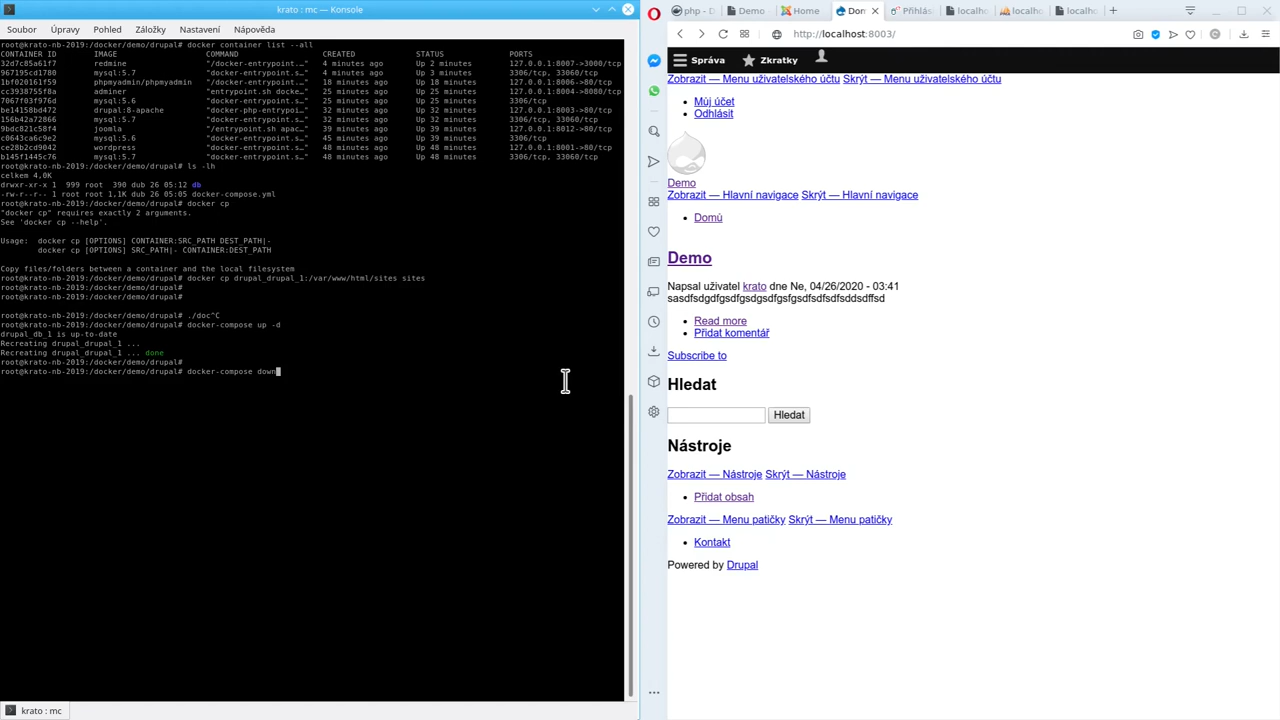 krato : mc — Konsole
Soubor Úpravy Pohled Záložky Nastavení Nápověda
root@krato-nb-2019:/docker/demo/drupal# docker container list --all
CONTAINER ID IMAGE COMMAND CREATED STATUS PORTS
32d7c85a61f7 redmine "/docker-entrypoint.…" 4 minutes ago Up 2 minutes 127.0.0.1:8007->3000/tcp
967195cd1780 mysql:5.7 "docker-entrypoint.s…" 4 minutes ago Up 3 minutes 3306/tcp, 33060/tcp
1bf020161f59 phpmyadmin/phpmyadmin "/docker-entrypoint.…" 18 minutes ago Up 18 minutes 127.0.0.1:8006->80/tcp
cc3938755f8a adminer "entrypoint.sh docke…" 25 minutes ago Up 25 minutes 127.0.0.1:8004->8080/tcp
7067f03f976d mysql:5.6 "docker-entrypoint.s…" 25 minutes ago Up 25 minutes 3306/tcp
be14158bd472 drupal:8-apache "docker-php-entrypoi…" 32 minutes ago Up 32 minutes 127.0.0.1:8003->80/tcp
156b42a72866 mysql:5.7 "docker-entrypoint.s…" 32 minutes ago Up 32 minutes 3306/tcp, 33060/tcp
9bdc821c58f4 joomla "/entrypoint.sh apac…" 39 minutes ago Up 39 minutes 127.0.0.1:8012->80/tcp
c0643ca6c9e2 mysql:5.6 "docker-entrypoint.s…" 45 minutes ago Up 39 minutes 3306/tcp
ce28b2cd9042 wordpress "docker-entrypoint.s…" 48 minutes ago Up 48 minutes 127.0.0.1:8001->80/tcp
b145f1445c76 mysql:5.7 "docker-entrypoint.s…" 48 minutes ago Up 48 minutes 3306/tcp, 33060/tcp
root@krato-nb-2019:/docker/demo/drupal# ls -lh
celkem 4,0K
drwxr-xr-x 1 999 root 390 dub 26 05:12 db
-rw-r--r-- 1 root root 1,1K dub 26 05:05 docker-compose.yml
root@krato-nb-2019:/docker/demo/drupal# docker cp
"docker cp" requires exactly 2 arguments.
See 'docker cp --help'.
Usage: docker cp [OPTIONS] CONTAINER:SRC_PATH DEST_PATH|-
docker cp [OPTIONS] SRC_PATH|- CONTAINER:DEST_PATH
Copy files/folders between a container and the local filesystem
root@krato-nb-2019:/docker/demo/drupal# docker cp drupal_drupal_1:/var/www/html/sites sites
root@krato-nb-2019:/docker/demo/drupal#
root@krato-nb-2019:/docker/demo/drupal#
root@krato-nb-2019:/docker/demo/drupal# ./doc^C
root@krato-nb-2019:/docker/demo/drupal# docker-compose up -d
drupal_db_1 is up-to-date
Recreating drupal_drupal_1 ...
Recreating drupal_drupal_1 ... done
root@krato-nb-2019:/docker/demo/drupal#
root@krato-nb-2019:/docker/demo/drupal# docker-compose down
krato : mc
php - D Demo Home Dom Přihlás localho localho localho
http://localhost:8003/
Správa Zkratky
Zobrazit — Menu uživatelského účtu Skrýt — Menu uživatelského účtu
Můj účet
Odhlásit
Demo
Zobrazit — Hlavní navigace Skrýt — Hlavní navigace
Domů
Demo
Napsal uživatel krato dne Ne, 04/26/2020 - 03:41
sasdfsdgdfgsdfgsdgsdfgsfgsdfsdfsdfsddsdffsd
Read more
Přidat komentář
Subscribe to
Hledat
Hledat
Nástroje
Zobrazit — Nástroje Skrýt — Nástroje
Přidat obsah
Zobrazit — Menu patičky Skrýt — Menu patičky
Kontakt
Powered by Drupal